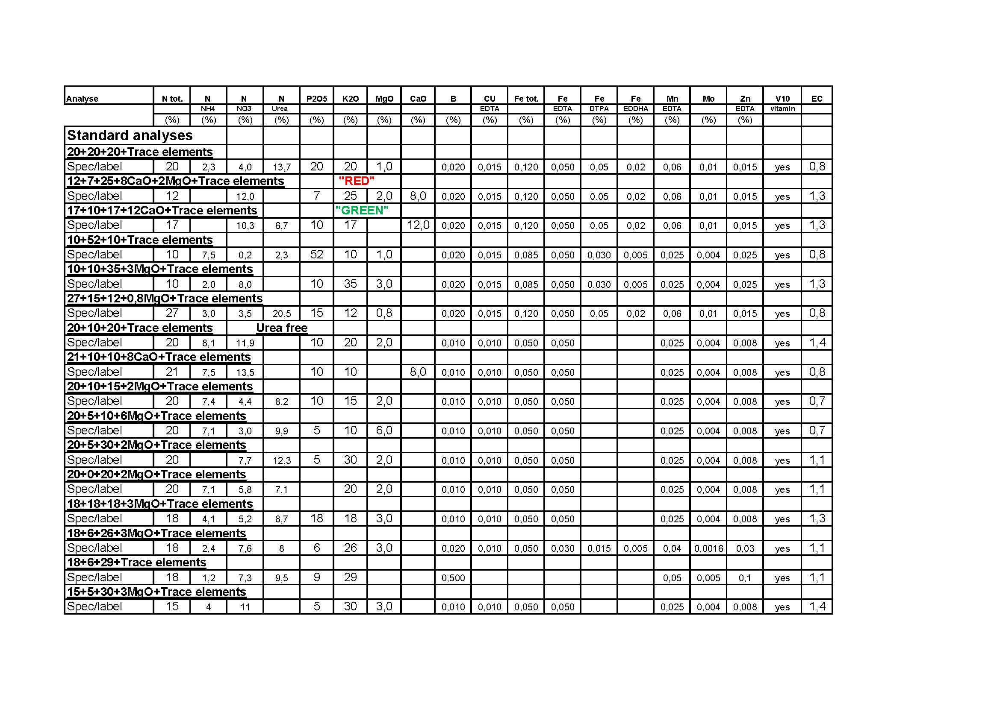 Analyse N tot. N N N P2O5 K2O MgO CaO B CU Fe tot. Fe Fe Fe Mn Mo Zn V10 EC
NH4 NO3 Urea EDTA EDTA DTPA EDDHA EDTA EDTA vitamin
(%) (%) (%) (%) (%) (%) (%) (%) (%) (%) (%) (%) (%) (%) (%) (%) (%)
Standard analyses
20+20+20+Trace elements
Spec/label 20 2,3 4,0 13,7 20 20 1,0 0,020 0,015 0,120 0,050 0,05 0,02 0,06 0,01 0,015 yes 0,8
12+7+25+8CaO+2MgO+Trace elements "RED"
Spec/label 12 12,0 7 25 2,0 8,0 0,020 0,015 0,120 0,050 0,05 0,02 0,06 0,01 0,015 yes 1,3
17+10+17+12CaO+Trace elements "GREEN"
Spec/label 17 10,3 6,7 10 17 12,0 0,020 0,015 0,120 0,050 0,05 0,02 0,06 0,01 0,015 yes 1,3
10+52+10+Trace elements
Spec/label 10 7,5 0,2 2,3 52 10 1,0 0,020 0,015 0,085 0,050 0,030 0,005 0,025 0,004 0,025 yes 0,8
10+10+35+3MgO+Trace elements
Spec/label 10 2,0 8,0 10 35 3,0 0,020 0,015 0,085 0,050 0,030 0,005 0,025 0,004 0,025 yes 1,3
27+15+12+0,8MgO+Trace elements
Spec/label 27 3,0 3,5 20,5 15 12 0,8 0,020 0,015 0,120 0,050 0,05 0,02 0,06 0,01 0,015 yes 0,8
20+10+20+Trace elements Urea free
Spec/label 20 8,1 11,9 10 20 2,0 0,010 0,010 0,050 0,050 0,025 0,004 0,008 yes 1,4
21+10+10+8CaO+Trace elements
Spec/label 21 7,5 13,5 10 10 8,0 0,010 0,010 0,050 0,050 0,025 0,004 0,008 yes 0,8
20+10+15+2MgO+Trace elements
Spec/label 20 7,4 4,4 8,2 10 15 2,0 0,010 0,010 0,050 0,050 0,025 0,004 0,008 yes 0,7
20+5+10+6MgO+Trace elements
Spec/label 20 7,1 3,0 9,9 5 10 6,0 0,010 0,010 0,050 0,050 0,025 0,004 0,008 yes 0,7
20+5+30+2MgO+Trace elements
Spec/label 20 7,7 12,3 5 30 2,0 0,010 0,010 0,050 0,050 0,025 0,004 0,008 yes 1,1
20+0+20+2MgO+Trace elements
Spec/label 20 7,1 5,8 7,1 20 2,0 0,010 0,010 0,050 0,050 0,025 0,004 0,008 yes 1,1
18+18+18+3MgO+Trace elements
Spec/label 18 4,1 5,2 8,7 18 18 3,0 0,010 0,010 0,050 0,050 0,025 0,004 0,008 yes 1,3
18+6+26+3MgO+Trace elements
Spec/label 18 2,4 7,6 8 6 26 3,0 0,020 0,010 0,050 0,030 0,015 0,005 0,04 0,0016 0,03 yes 1,1
18+6+29+Trace elements
Spec/label 18 1,2 7,3 9,5 9 29 0,500 0,05 0,005 0,1 yes 1,1
15+5+30+3MgO+Trace elements
Spec/label 15 4 11 5 30 3,0 0,010 0,010 0,050 0,050 0,025 0,004 0,008 yes 1,4